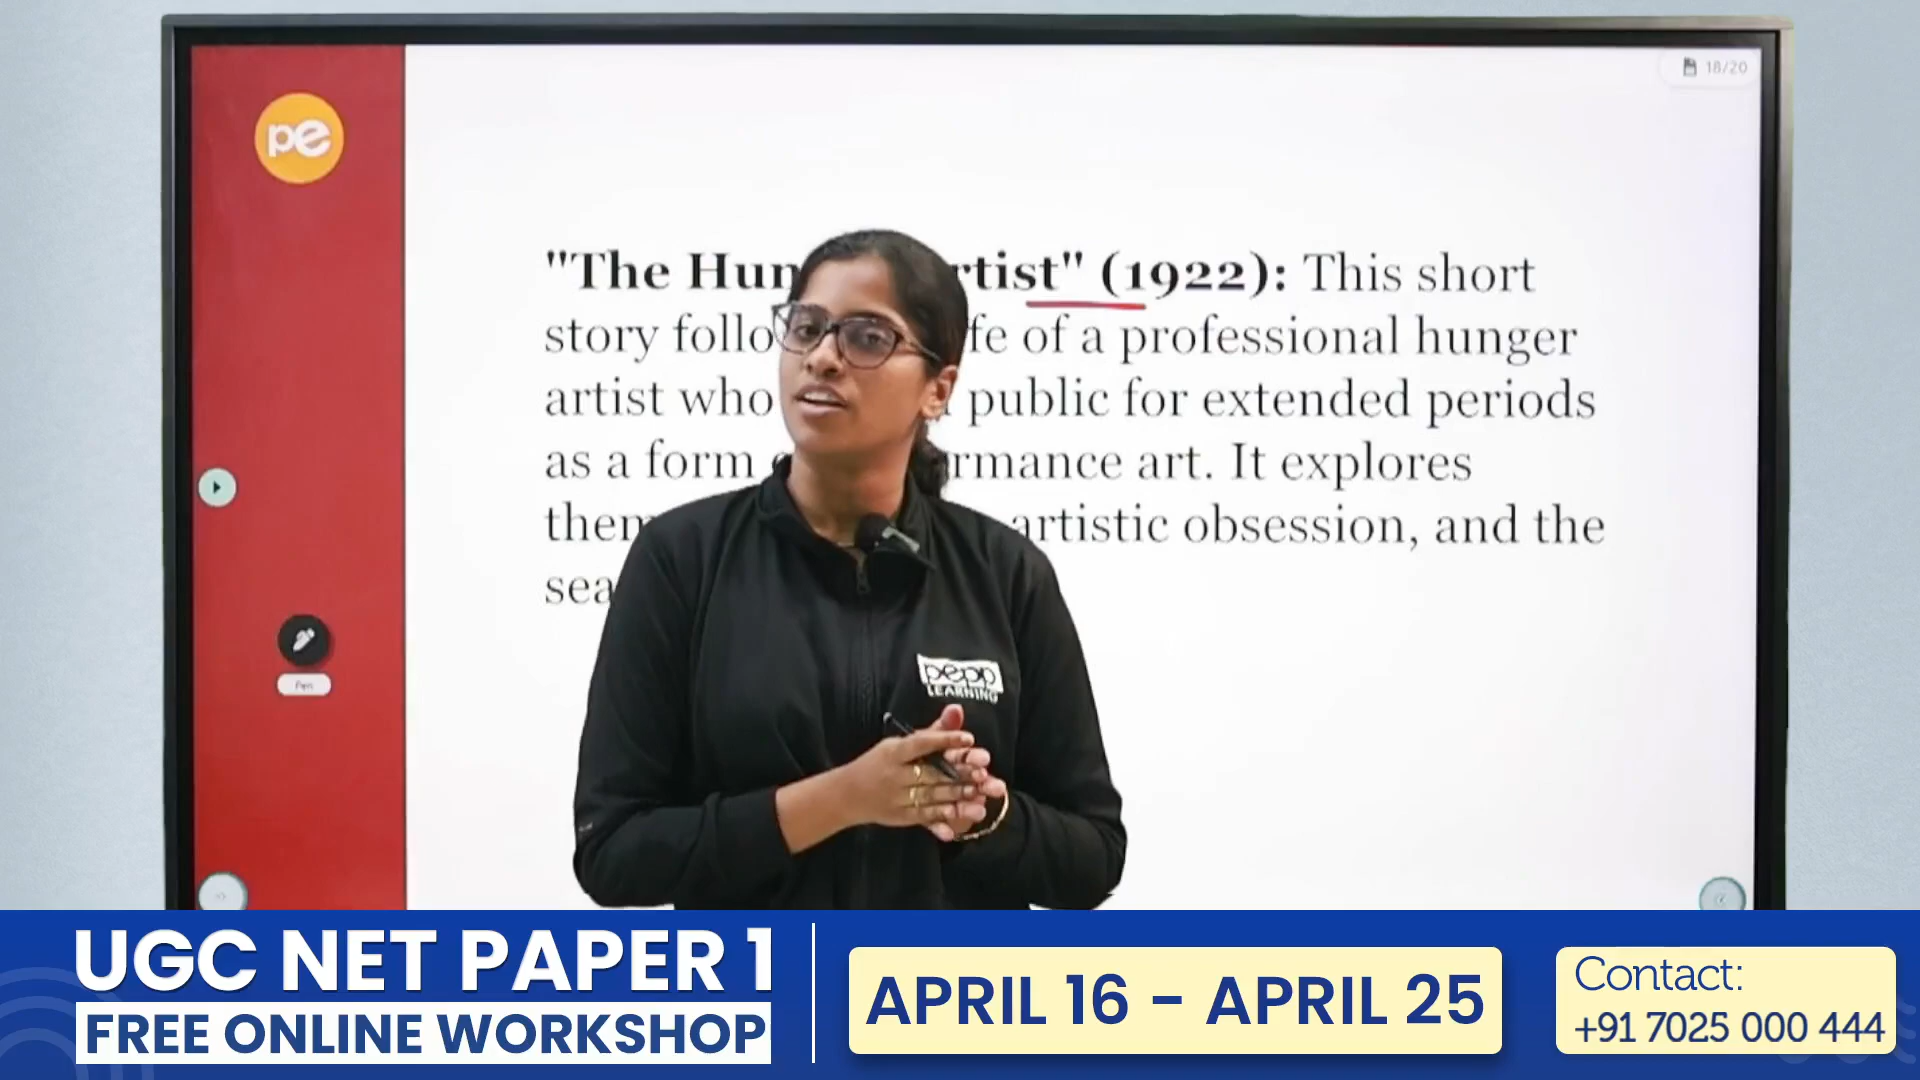 pe
18/20
"The Hun rtist" (1922): This short
story follo fe of a professional hunger
artist who public for extended periods
as a form rmance art. It explores
them artistic obsession, and the
sea
Pen
pepp
LEARNING
UGC NET PAPER 1
FREE ONLINE WORKSHOP
APRIL 16 - APRIL 25
Contact:
+91 7025 000 444